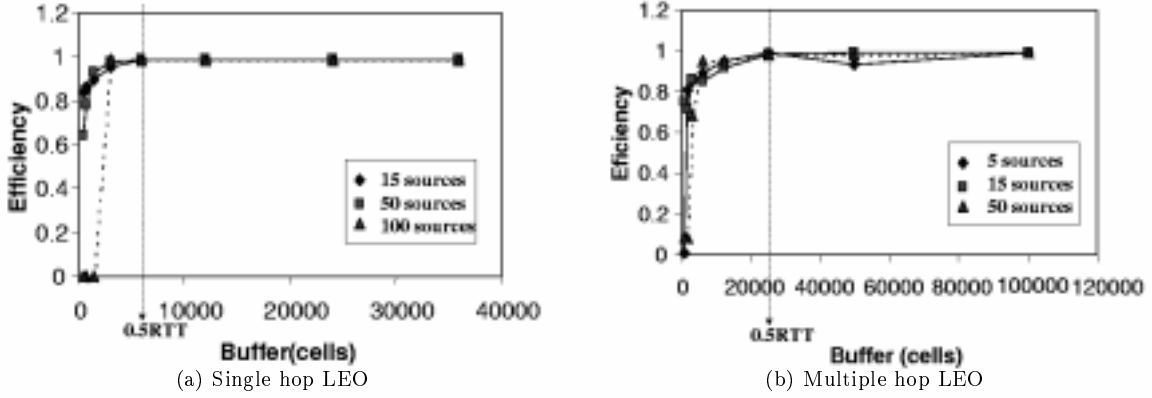 1.2
1
0.8
0.6
0.4
0.2
0
Efficiency
15 sources
50 sources
100 sources
0 10000 20000 30000 40000
0.5RTT
Buffer(cells)
(a) Single hop LEO
1.2
1
0.8
0.6
0.4
0.2
0
Eficiency
5 sources
15 sources
50 sources
0 20000 40000 60000 80000 100000 120000
0.5RTT
Buffer (cells)
(b) Multiple hop LEO